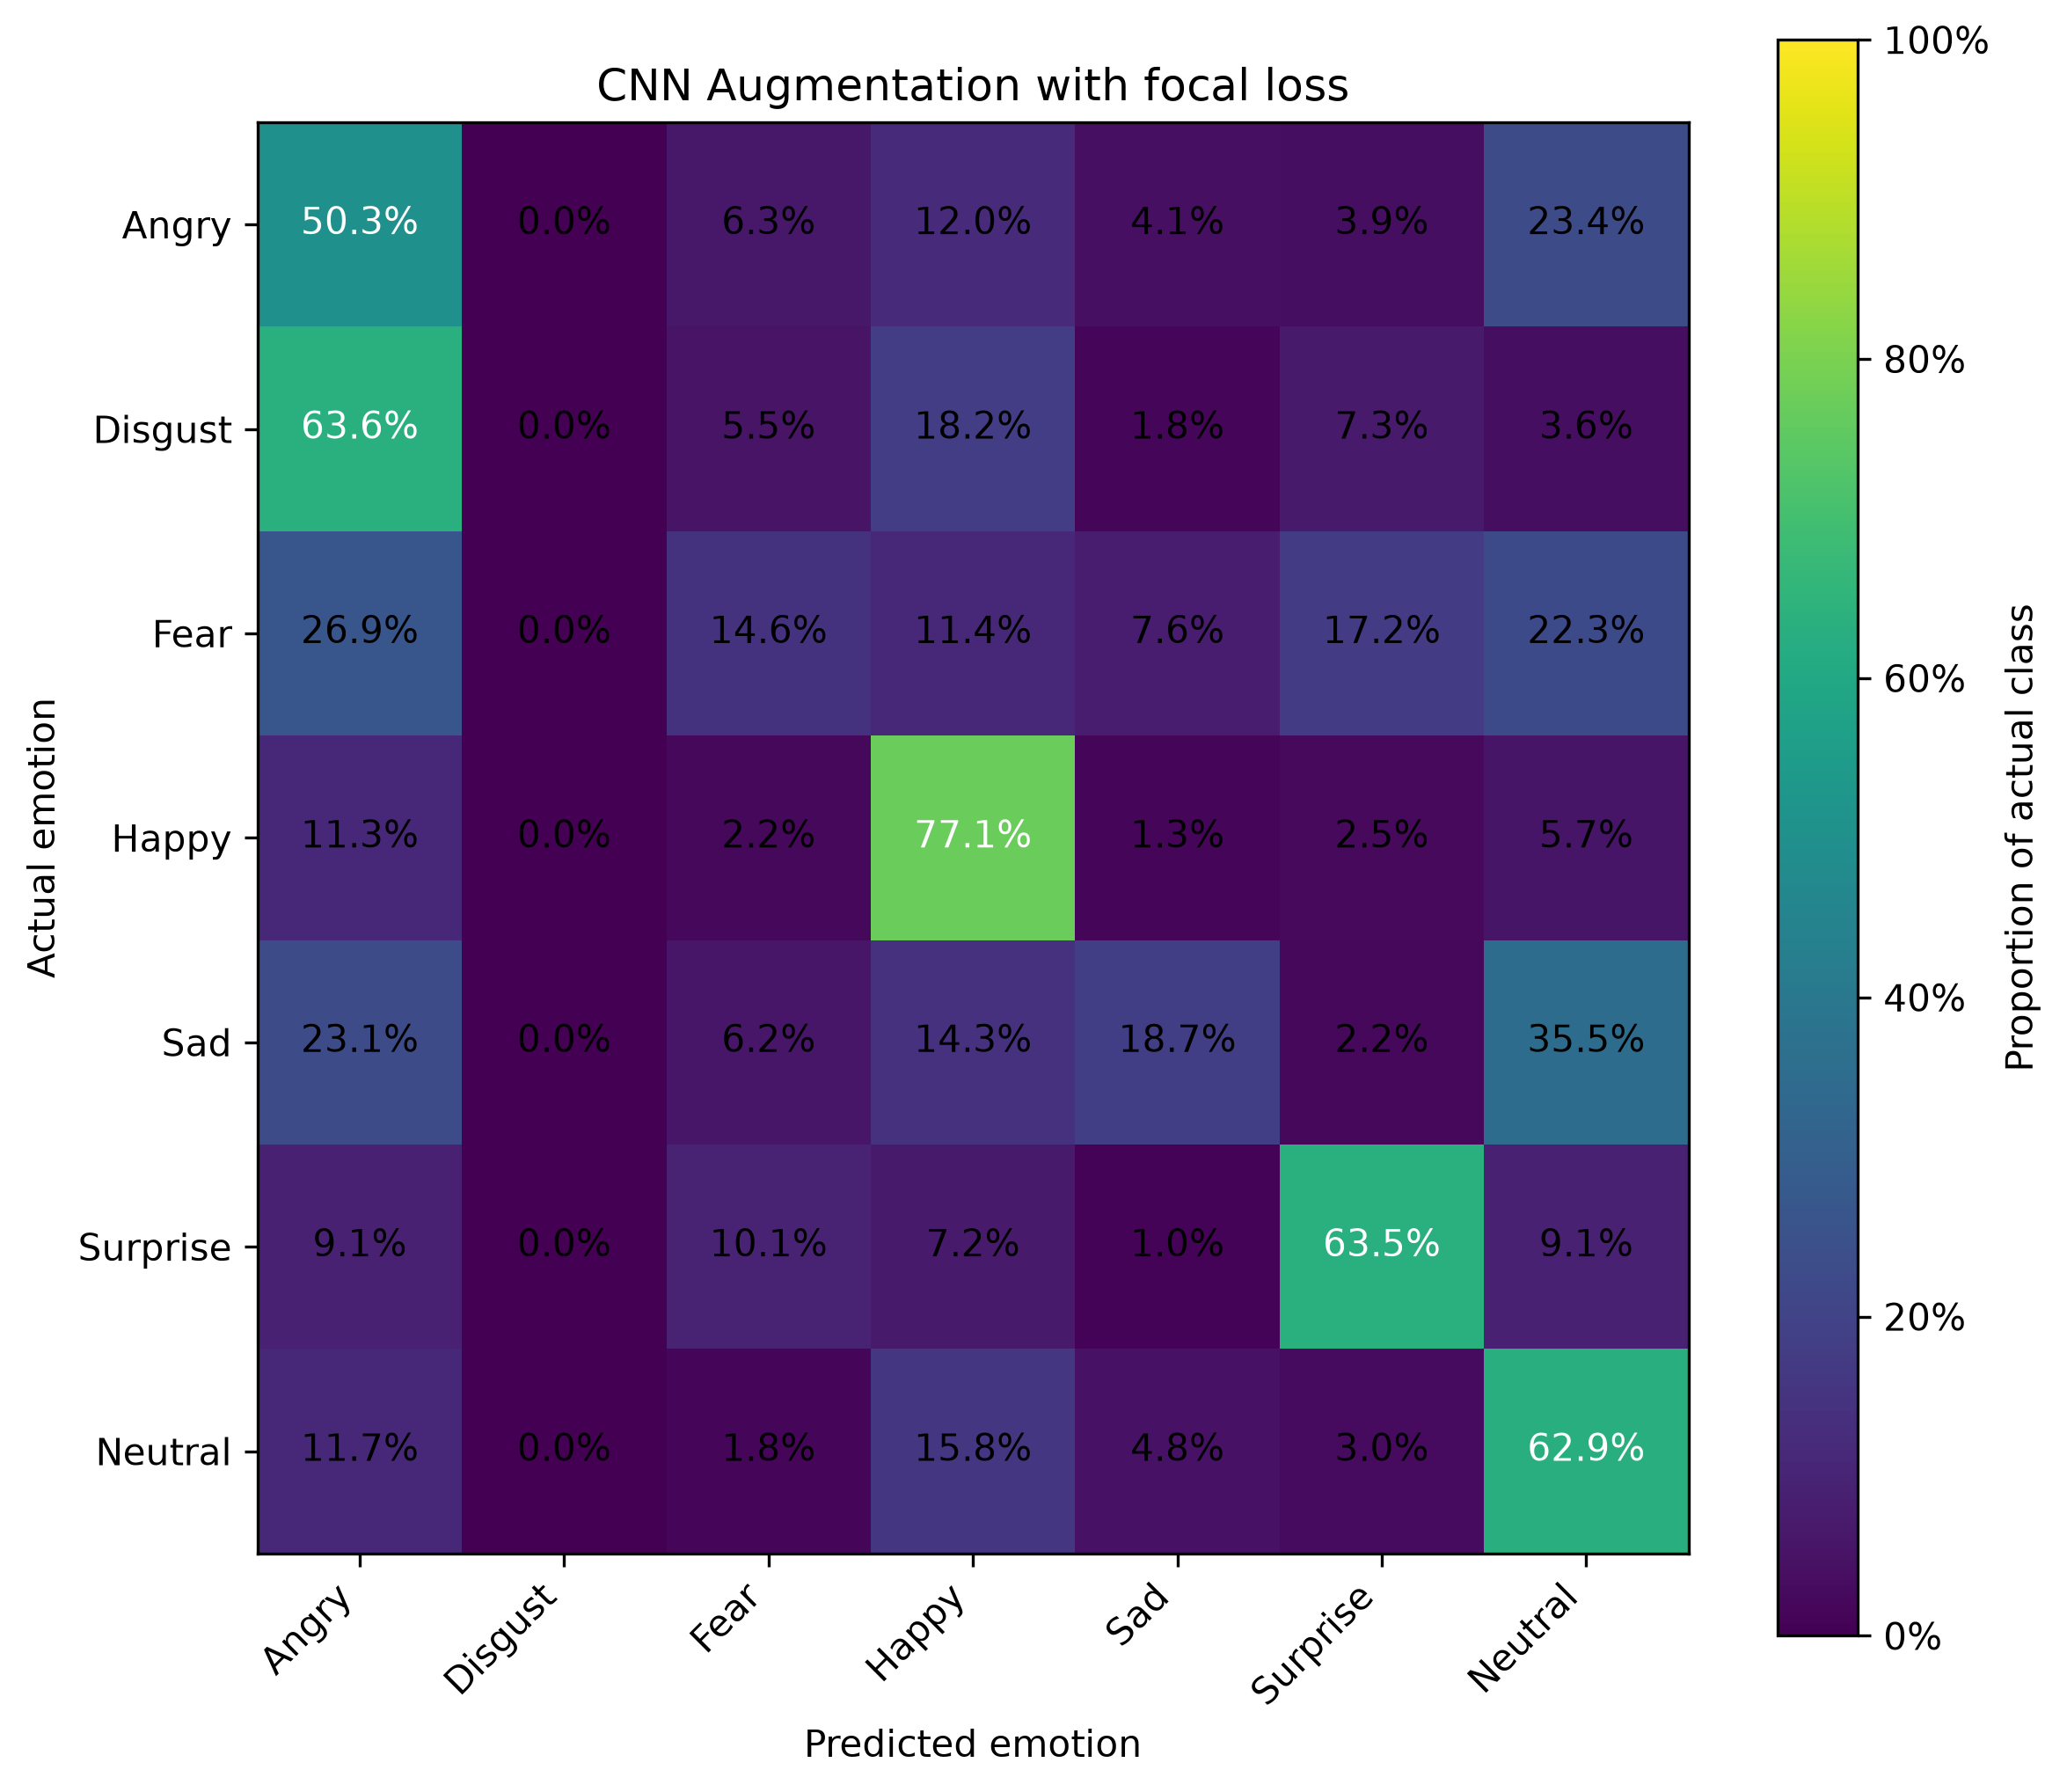 CNN Augmentation with focal loss
Actual emotion
Angry 50.3% 0.0% 6.3% 12.0% 4.1% 3.9% 23.4%
Disgust 63.6% 0.0% 5.5% 18.2% 1.8% 7.3% 3.6%
Fear 26.9% 0.0% 14.6% 11.4% 7.6% 17.2% 22.3%
Happy 11.3% 0.0% 2.2% 77.1% 1.3% 2.5% 5.7%
Sad 23.1% 0.0% 6.2% 14.3% 18.7% 2.2% 35.5%
Surprise 9.1% 0.0% 10.1% 7.2% 1.0% 63.5% 9.1%
Neutral 11.7% 0.0% 1.8% 15.8% 4.8% 3.0% 62.9%
Angry Disgust Fear Happy Sad Surprise Neutral
Predicted emotion
100%
80%
60%
40%
20%
0%
Proportion of actual class